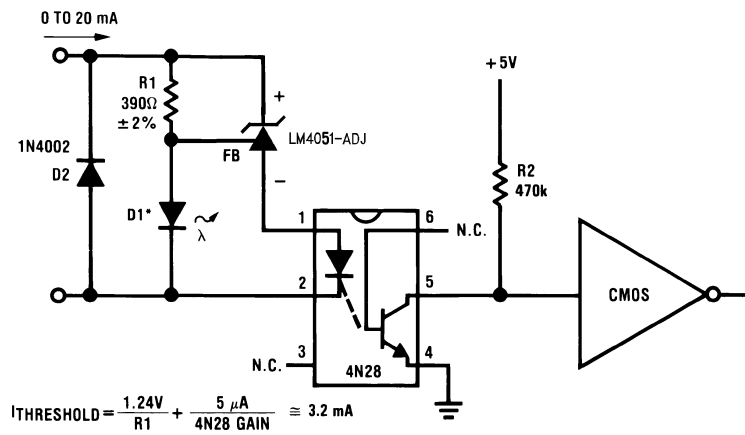 0 TO 20 mA
R1
390Ω
±2%
+
LM4051-ADJ
FB
−
1N4002
D2
D1*
λ
+5V
R2
470k
1
6
N.C.
2
5
3
N.C.
4
4N28
CMOS
ITHRESHOLD = 1.24V / R1 + 5 μA / 4N28 GAIN ≅ 3.2 mA